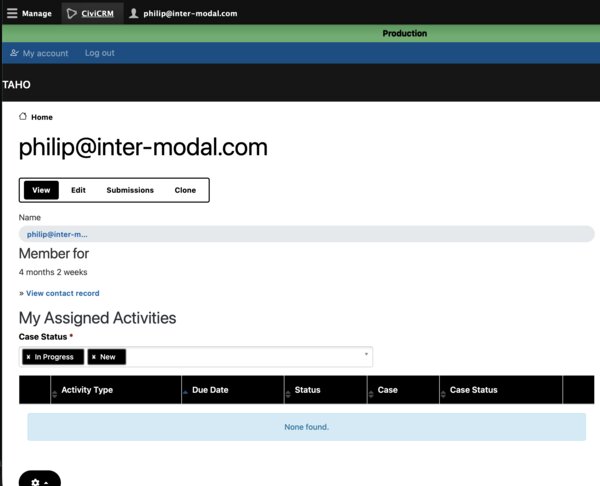 Manage CiviCRM philip@inter-modal.com
Production
My account Log out
TAHO
Home
philip@inter-modal.com
View Edit Submissions Clone
Name
philip@inter-m...
Member for
4 months 2 weeks
» View contact record
My Assigned Activities
Case Status *
x In Progress x New
Activity Type Due Date Status Case Case Status
None found.